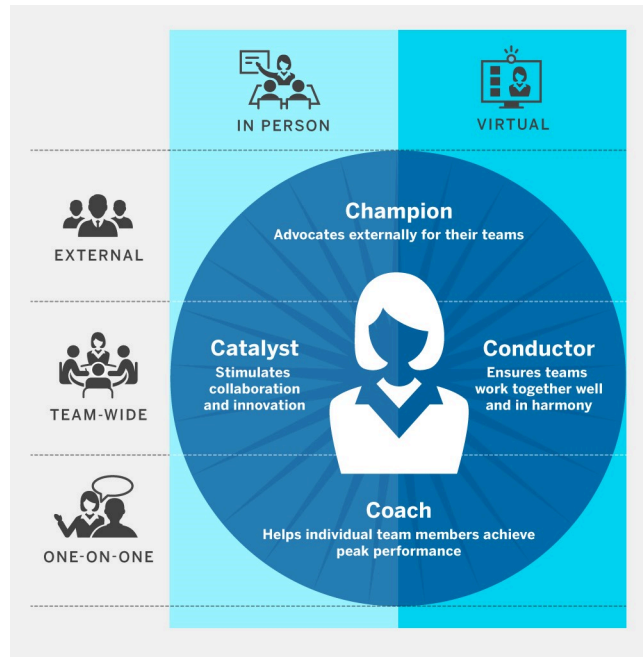 IN PERSON
VIRTUAL
EXTERNAL
Champion
Advocates externally for their teams
TEAM-WIDE
Catalyst
Stimulates
collaboration
and innovation
Conductor
Ensures teams
work together well
and in harmony
ONE-ON-ONE
Coach
Helps individual team members achieve
peak performance